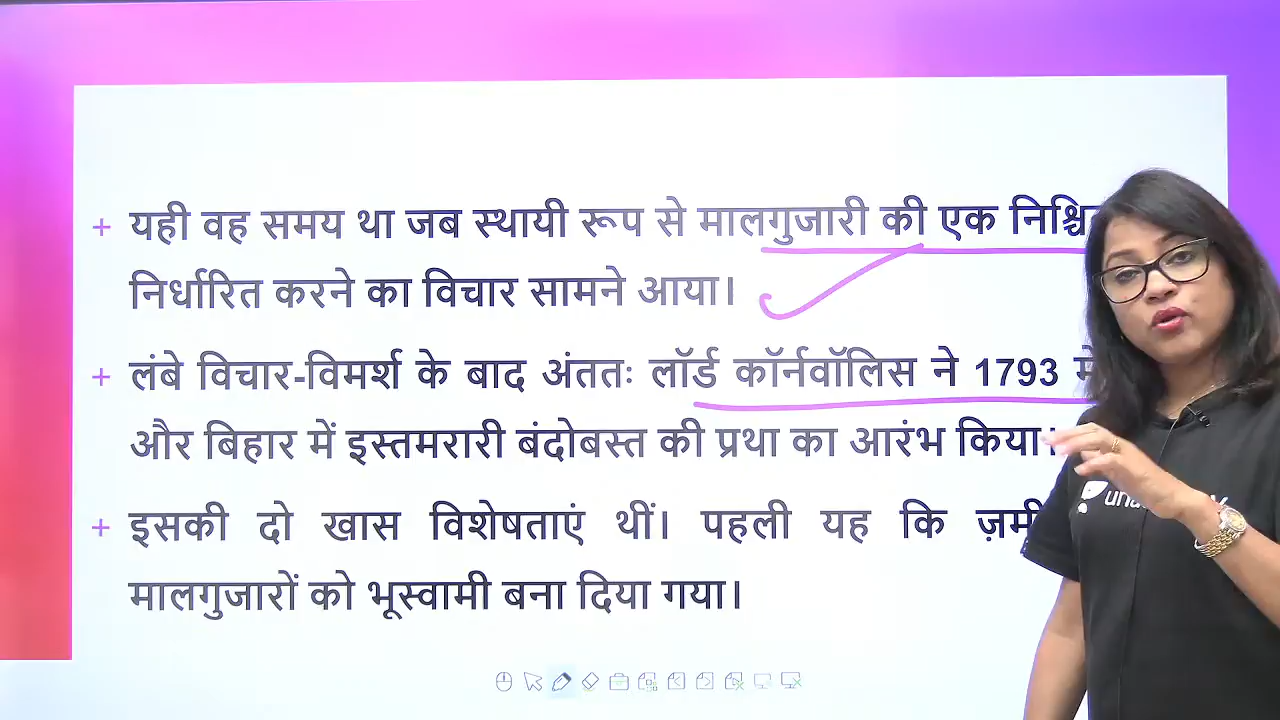 + यही वह समय था जब स्थायी रूप से मालगुजारी की एक
निर्धारित करने का विचार सामने आया।
+ लंबे विचार-विमर्श के बाद अंततः लॉर्ड कॉर्नवॉलिस ने 1793
और बिहार में इस्तमरारी बंदोबस्त की प्रथा का आरंभ किया।
+ इसकी दो खास विशेषताएं थीं। पहली यह कि
मालगुजारों को भूस्वामी बना दिया गया।